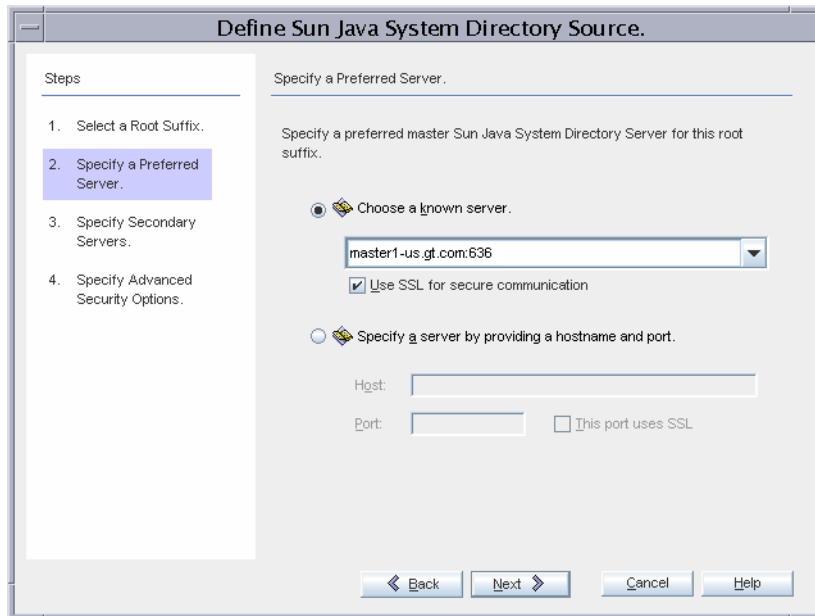 Define Sun Java System Directory Source.
Steps
1. Select a Root Suffix.
2. Specify a Preferred
Server.
3. Specify Secondary
Servers.
4. Specify Advanced
Security Options.
Specify a Preferred Server.
Specify a preferred master Sun Java System Directory Server for this root
suffix.
Choose a known server.
master1-us.gt.com:636
Use SSL for secure communication
Specify a server by providing a hostname and port.
Host:
Port:
This port uses SSL
Back
Next
Cancel
Help